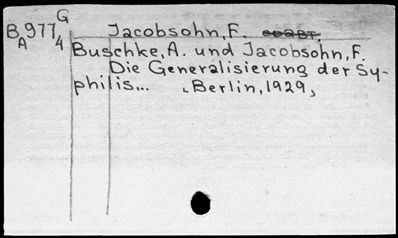 B 977 G
A 4
Jacobsohn, F.
Buschke, A. und Jacobsohn, F.
Die Generalisierung der Sy-
philis... Berlin, 1929,